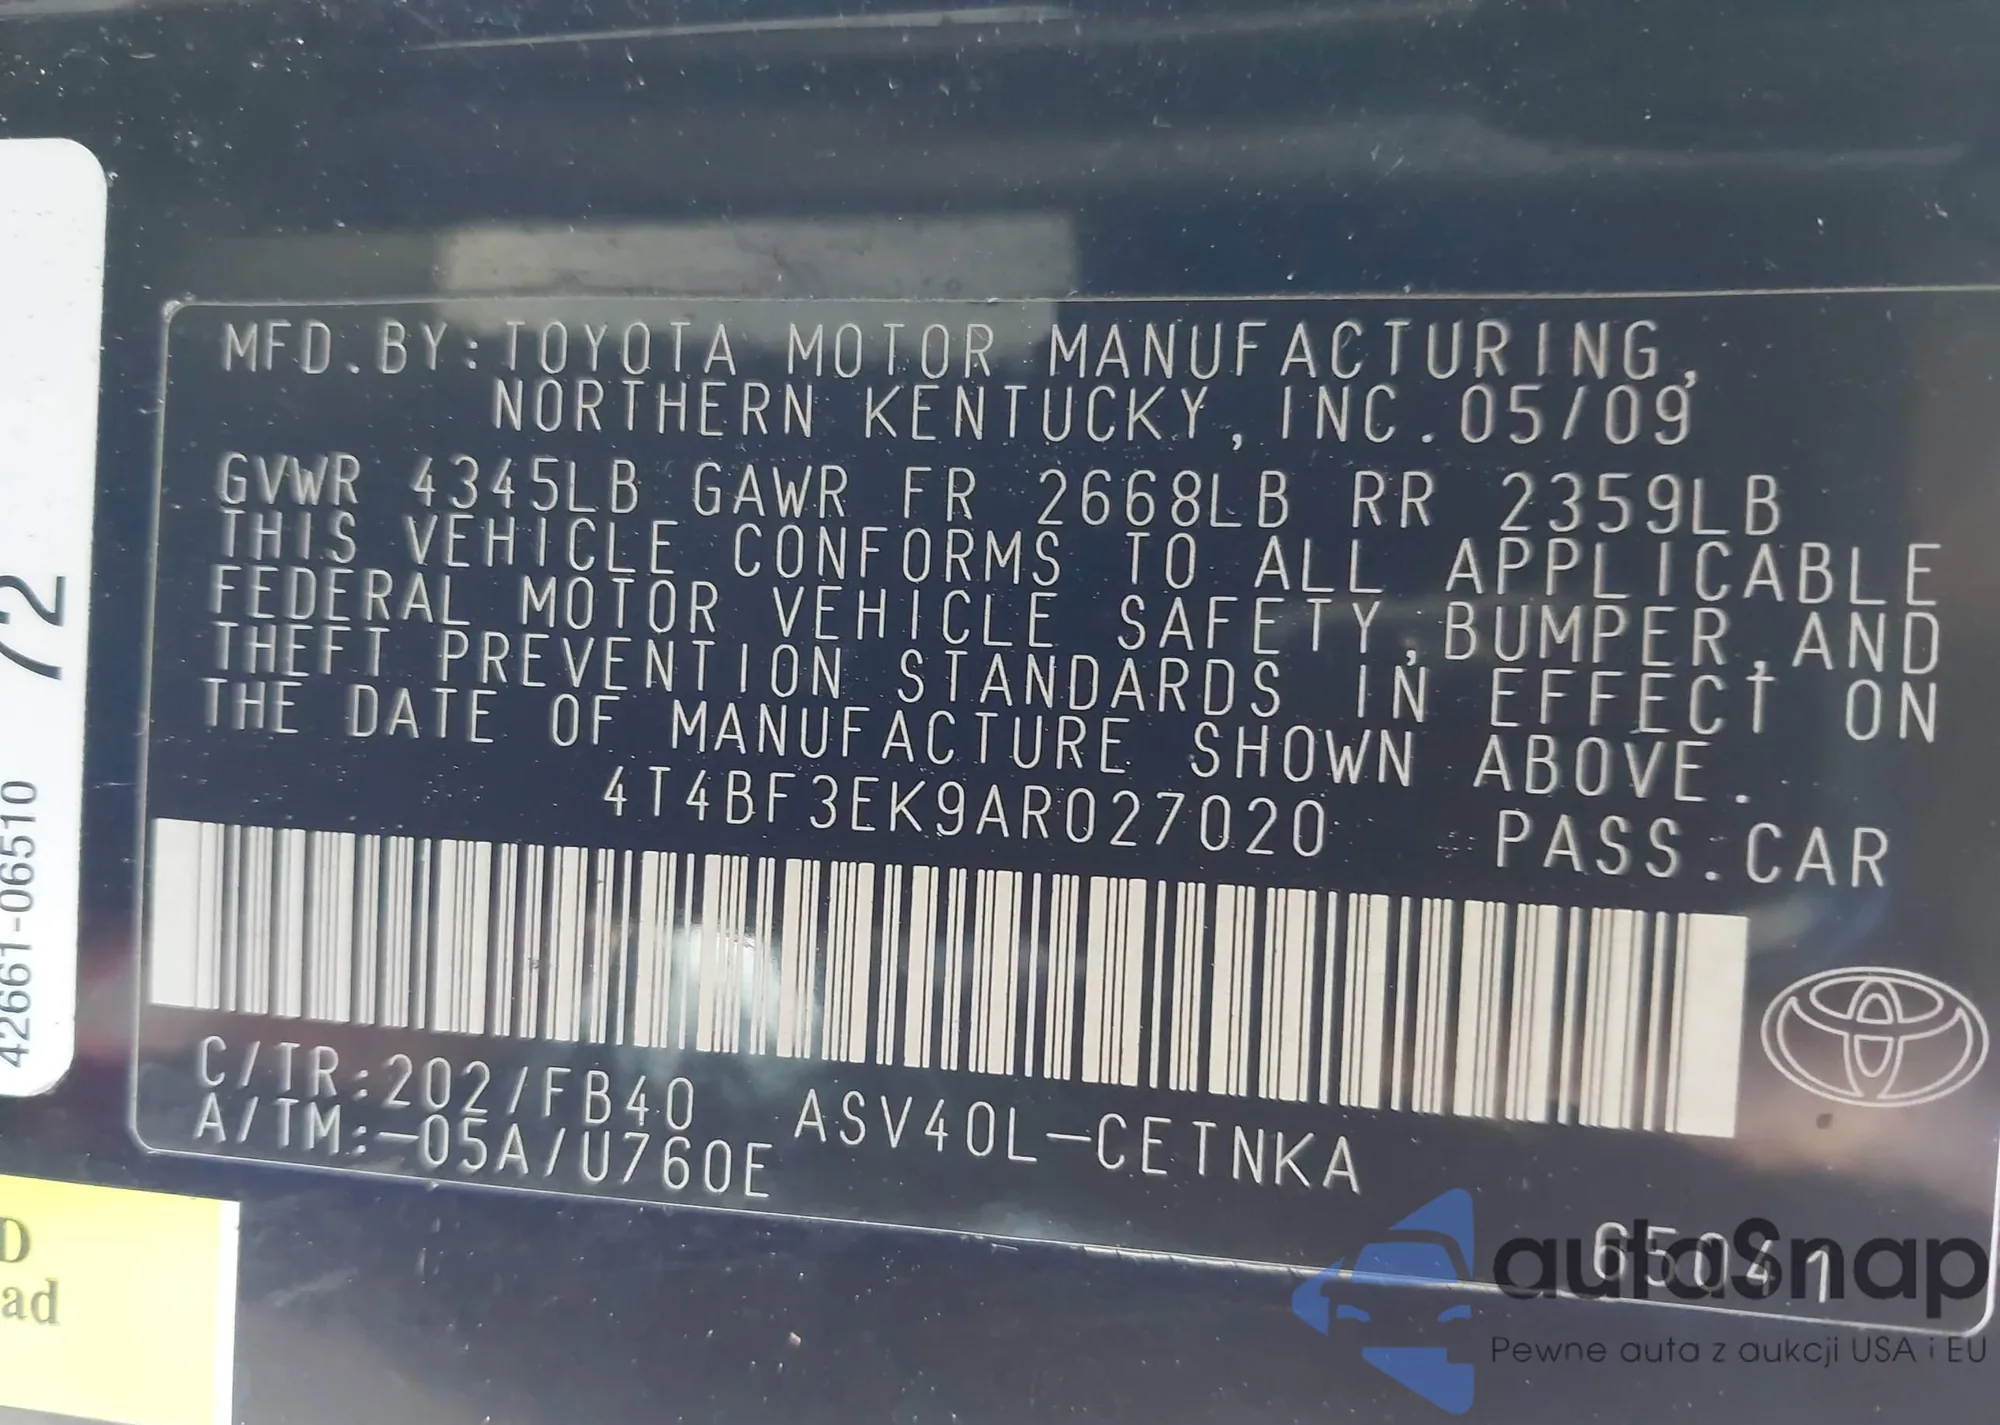 MFD.BY:TOYOTA MOTOR MANUFACTURING,
NORTHERN KENTUCKY, INC.05/09
GVWR 4345LB GAWR FR 2668LB RR 2359LB
THIS VEHICLE CONFORMS TO ALL APPLICABLE
FEDERAL MOTOR VEHICLE SAFETY,BUMPER,AND
THEFT PREVENTION STANDARDS IN EFFECT ON
THE DATE OF MANUFACTURE SHOWN ABOVE.
4T4BF3EK9AR027020 PASS.CAR
C/TR:202/FB40 ASV40L-CETNKA
A/TM:-05A/U760E
65041
72
42661-06510
D
ad
autaSnap
Pewne auta z aukcji USA i EU